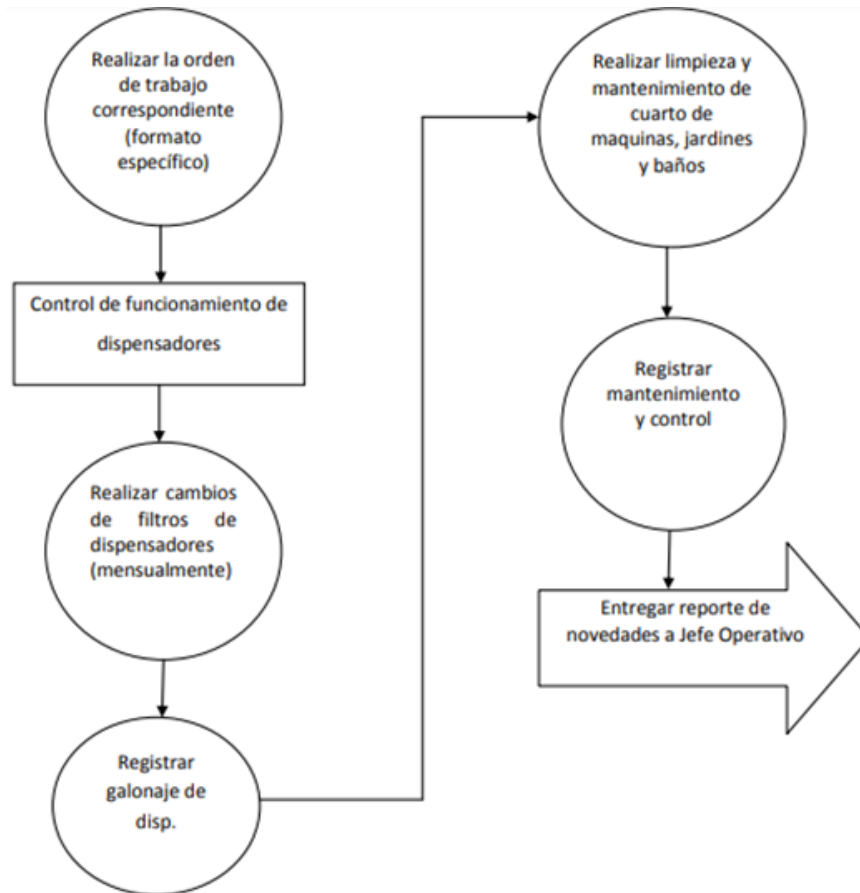 Realizar la orden
de trabajo
correspondiente
(formato
específico)
Control de funcionamiento de
dispensadores
Realizar cambios
de filtros de
dispensadores
(mensualmente)
Registrar
galonaje de
disp.
Realizar limpieza y
mantenimiento de
cuarto de
maquinas, jardines
y baños
Registrar
mantenimiento
y control
Entregar reporte de
novedades a Jefe Operativo